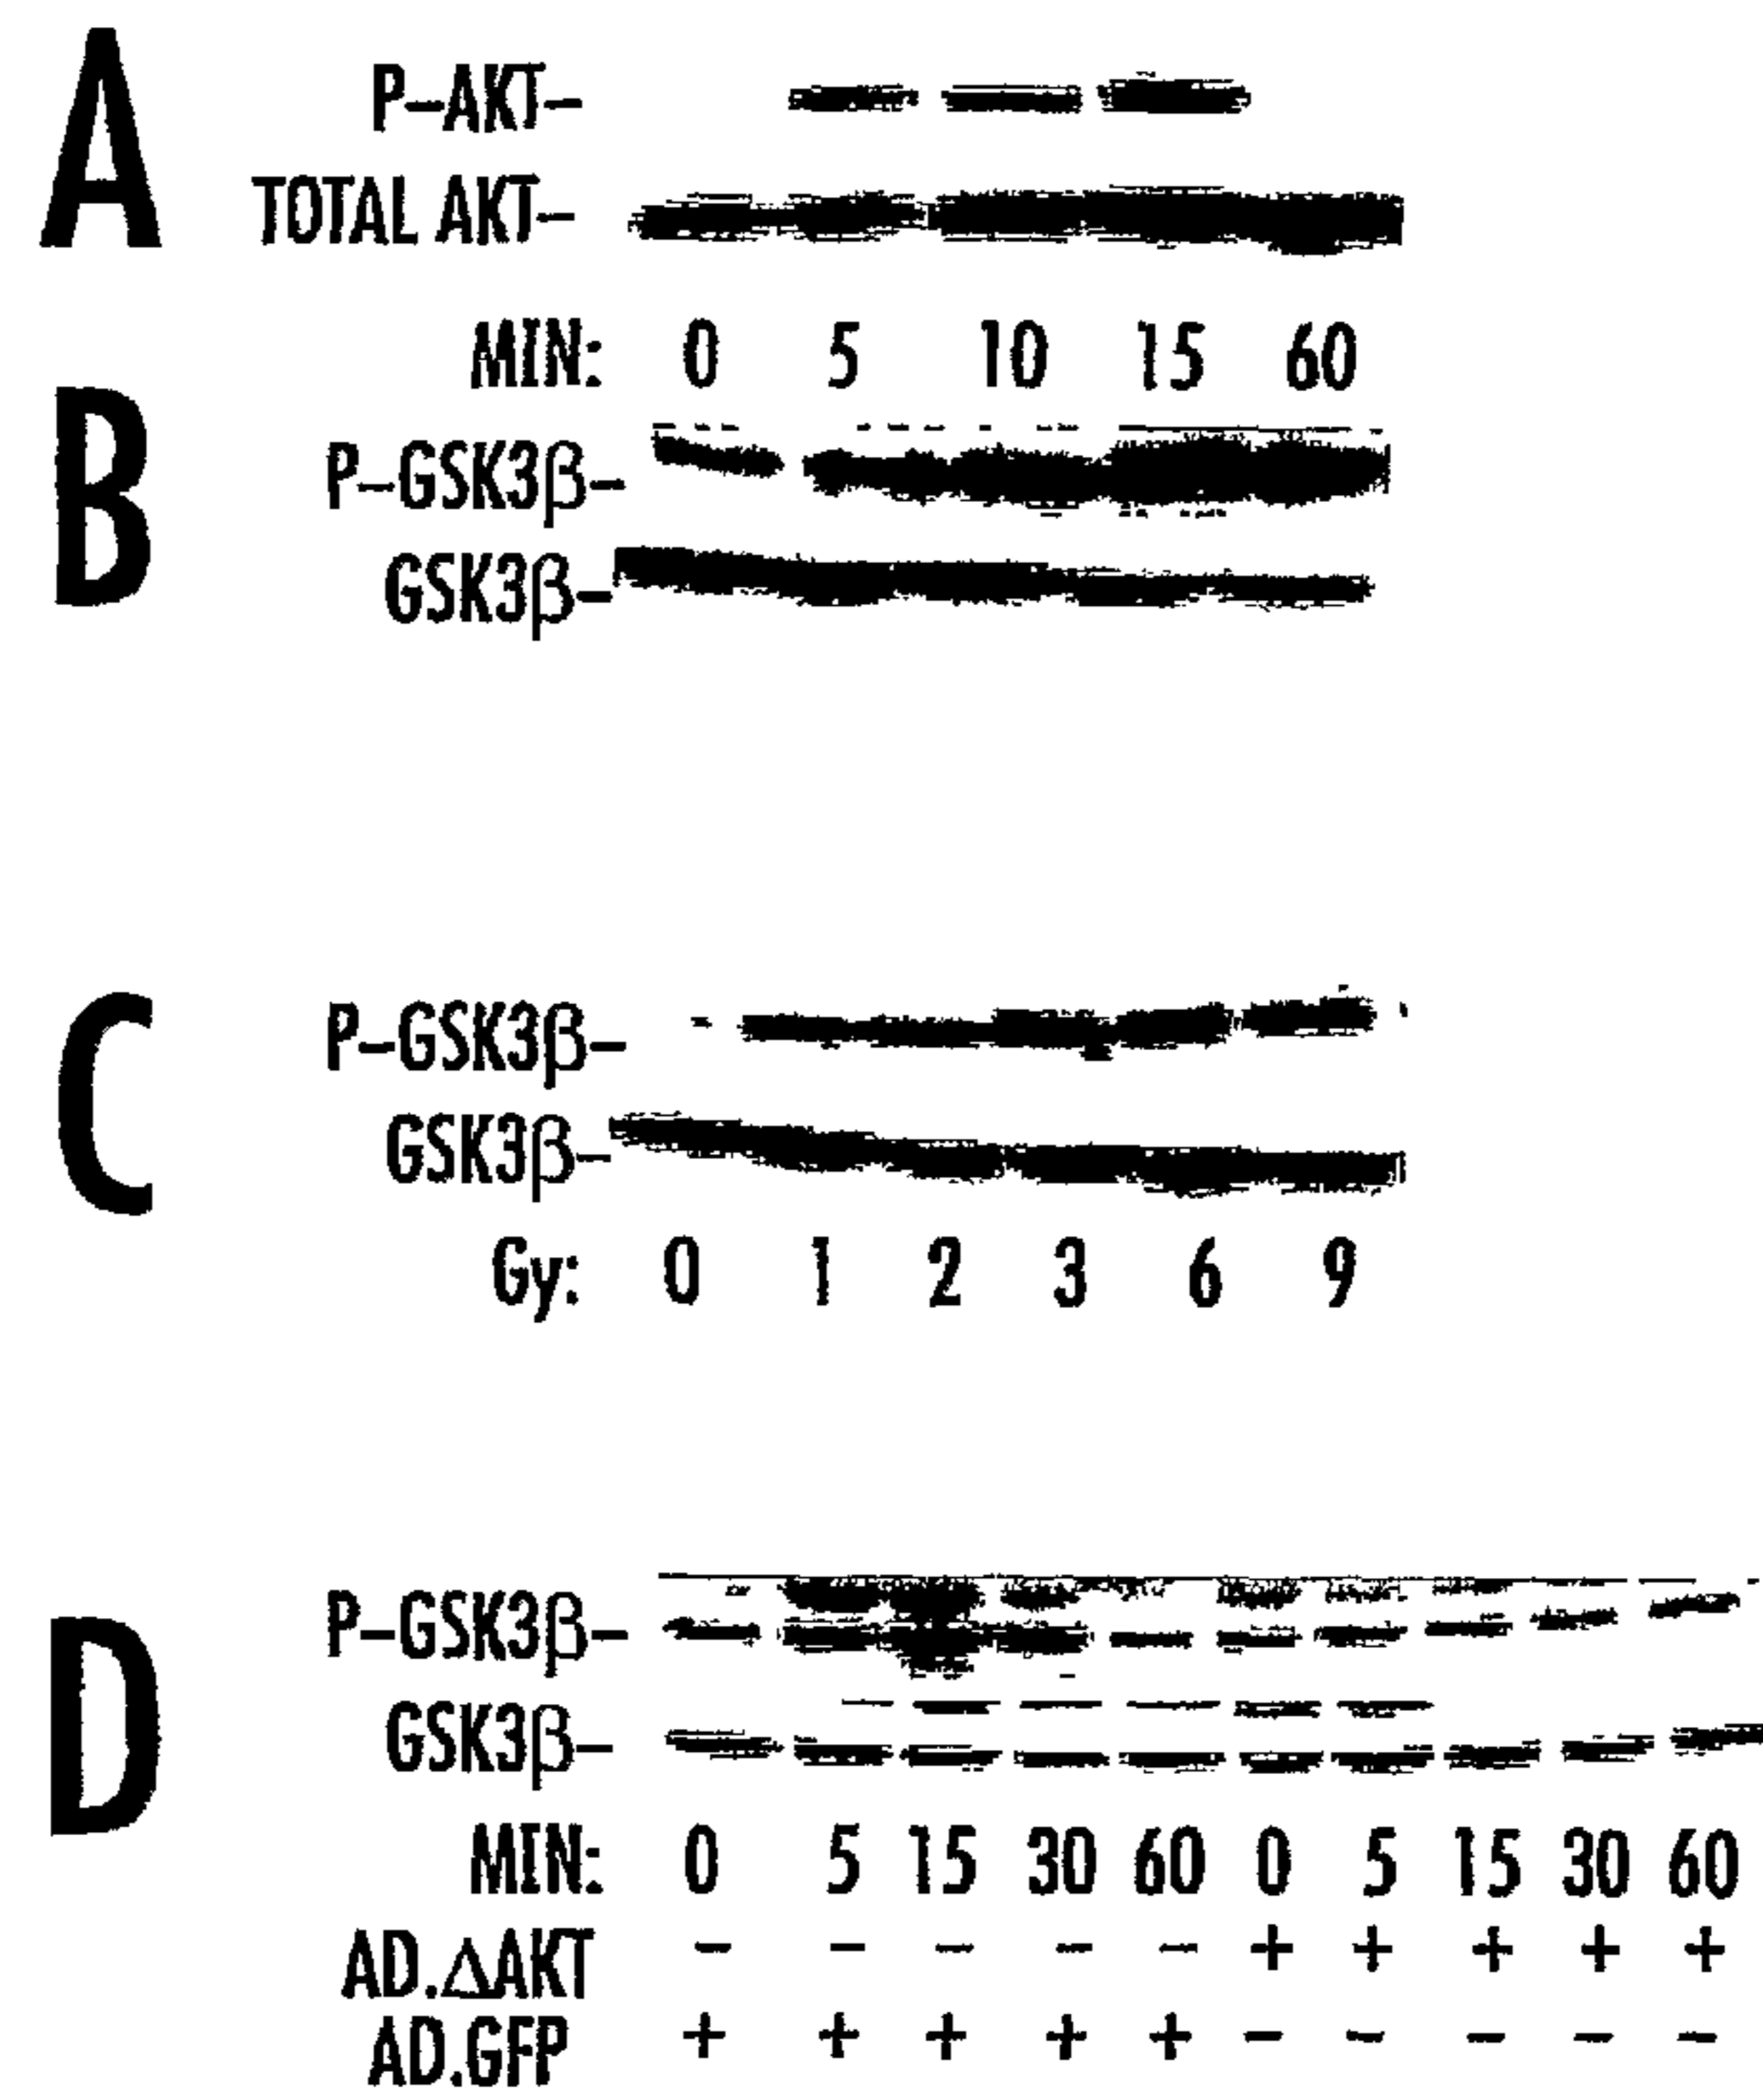 A
P–AKT–
TOTAL AKT–
MIN: 0 5 10 15 60
B
P–GSK3β–
GSK3β–
C
P–GSK3β–
GSK3β–
Gy: 0 1 2 3 6 9
D
P–GSK3β–
GSK3β–
MIN: 0 5 15 30 60 0 5 15 30 60
AD.△AKT – – – – – + + + + +
AD.GFP + + + + + – – – – –